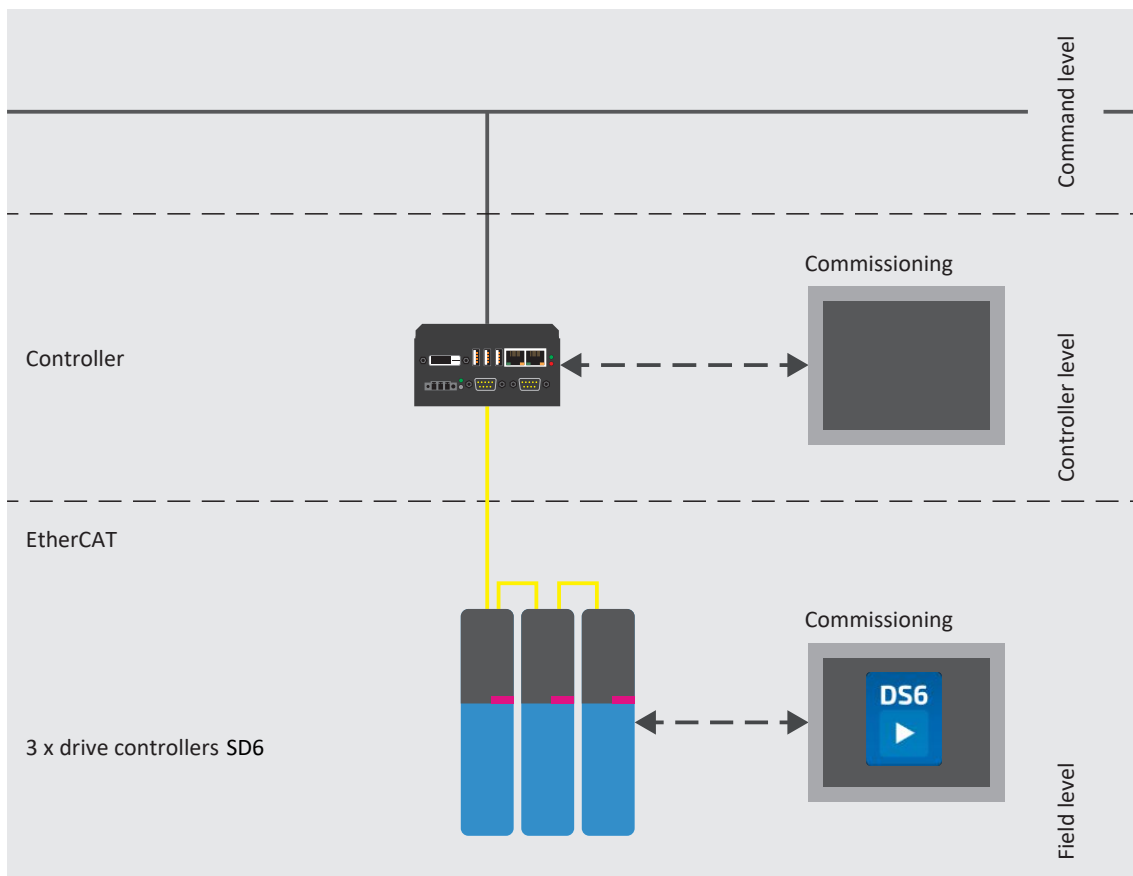 Command level
Commissioning
Controller
Controller level
EtherCAT
Commissioning
DS6
3 x drive controllers SD6
Field level